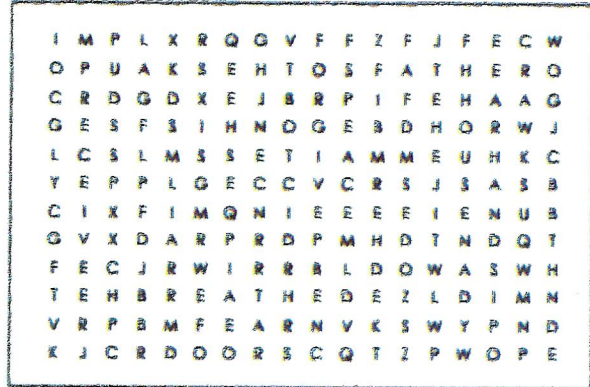 I M P L X R Q G V F F Z F J F E C W
O P U A K S E H T O S F A T H E R O
C R D G D X E J B R P I F E H A A G
G E S F S I H N D G E B D H O R W J
L C S L M S S E T I A M M E U H K C
Y E P P L G E C C V C R S J S A S B
C I X F I M Q N I E E E E I E N U B
G V X D A R P R D P M H D T N D Q T
F E C J R W I R R B L D O W A S W H
T E H B R E A T H E D E Z L D I M N
V R P B M F E A R N V K S W Y P N D
K J C R D O O R S C Q T Z P W O P E